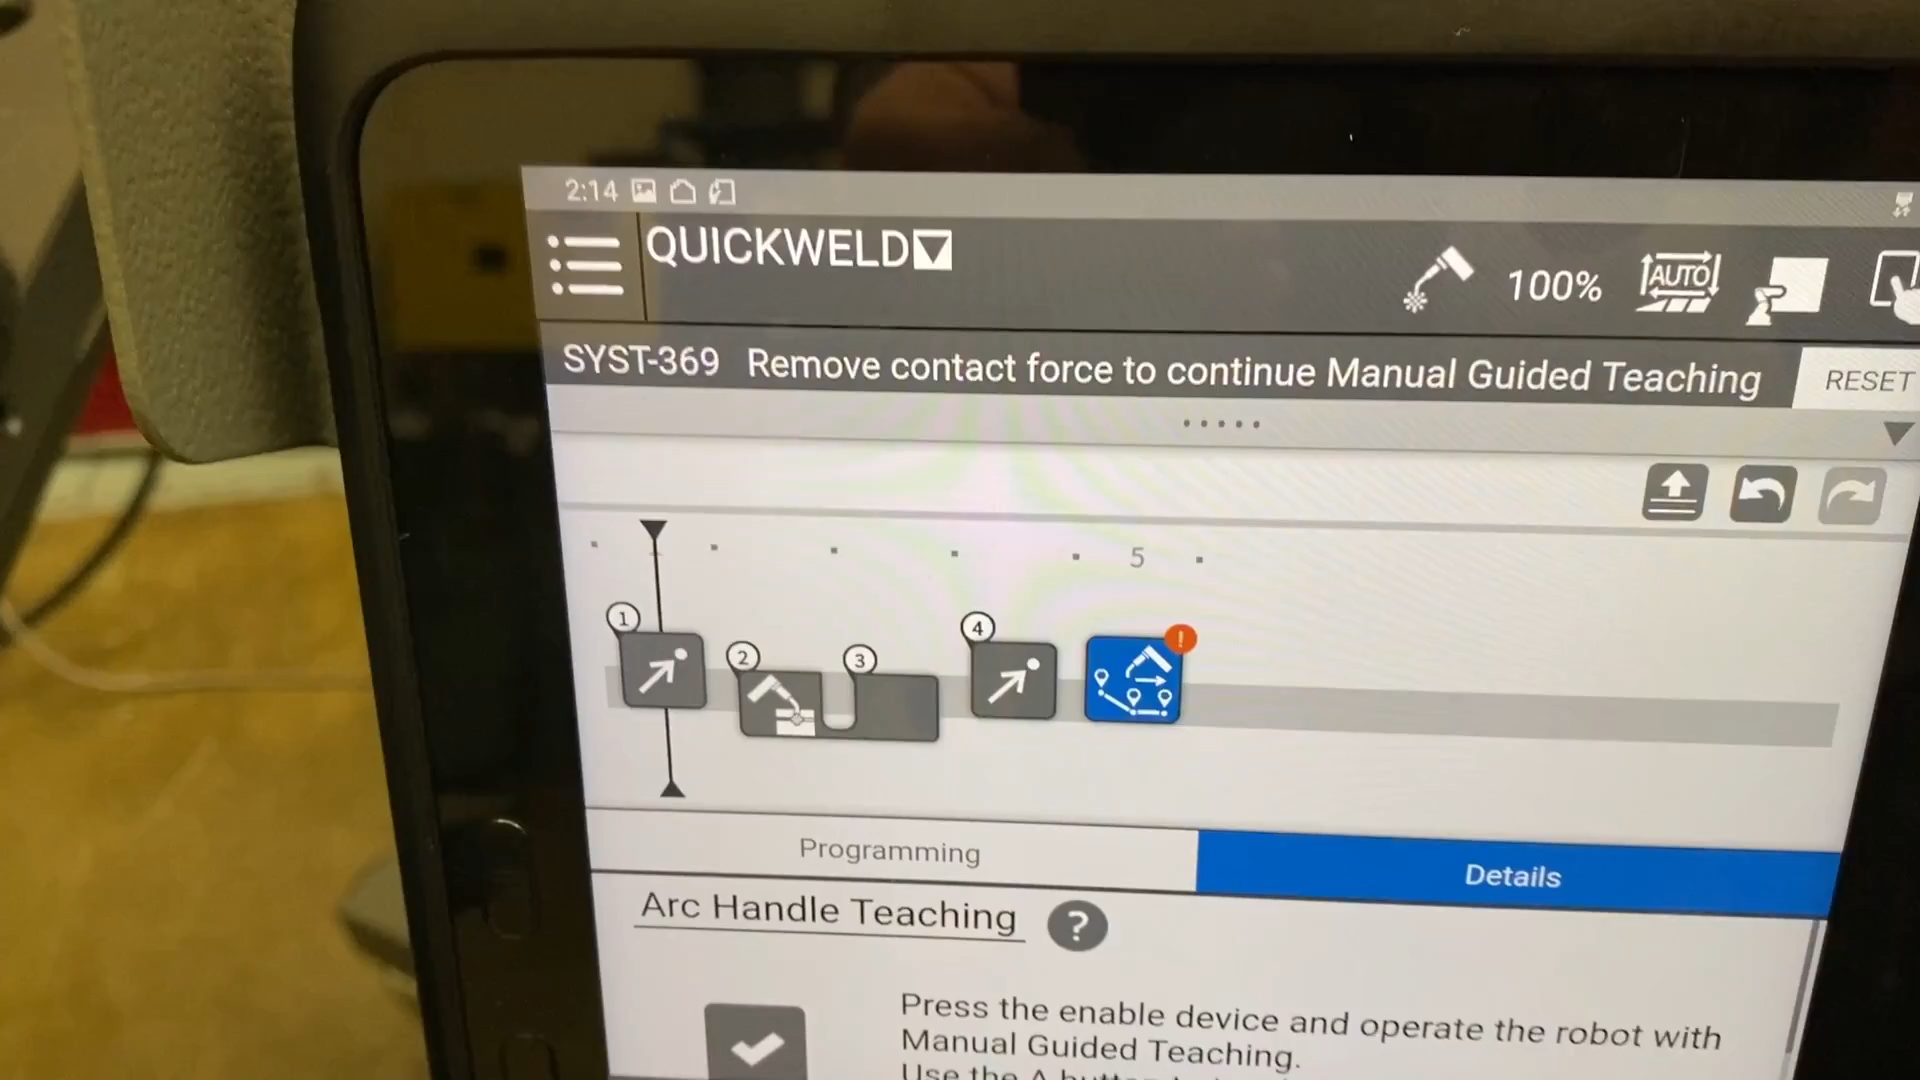 2:14
QUICKWELD
100%
AUTO
SYST-369 Remove contact force to continue Manual Guided Teaching
RESET
5
1
2
3
4
!
Programming
Details
Arc Handle Teaching
?
Press the enable device and operate the robot with
Manual Guided Teaching.
Use the A